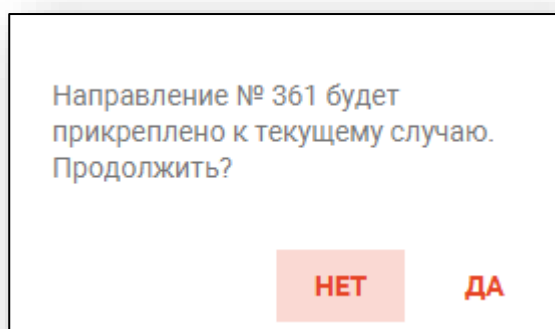 Направление № 361 будет
прикреплено к текущему случаю.
Продолжить?
НЕТ ДА